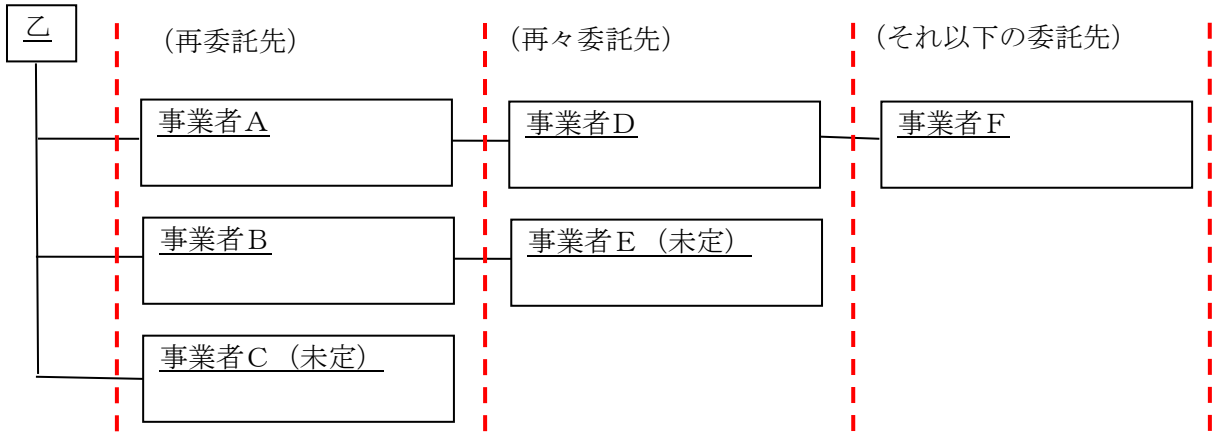 乙
(再委託先)
(再々委託先)
(それ以下の委託先)
事業者A
事業者D
事業者F
事業者B
事業者E（未定）
事業者C（未定）